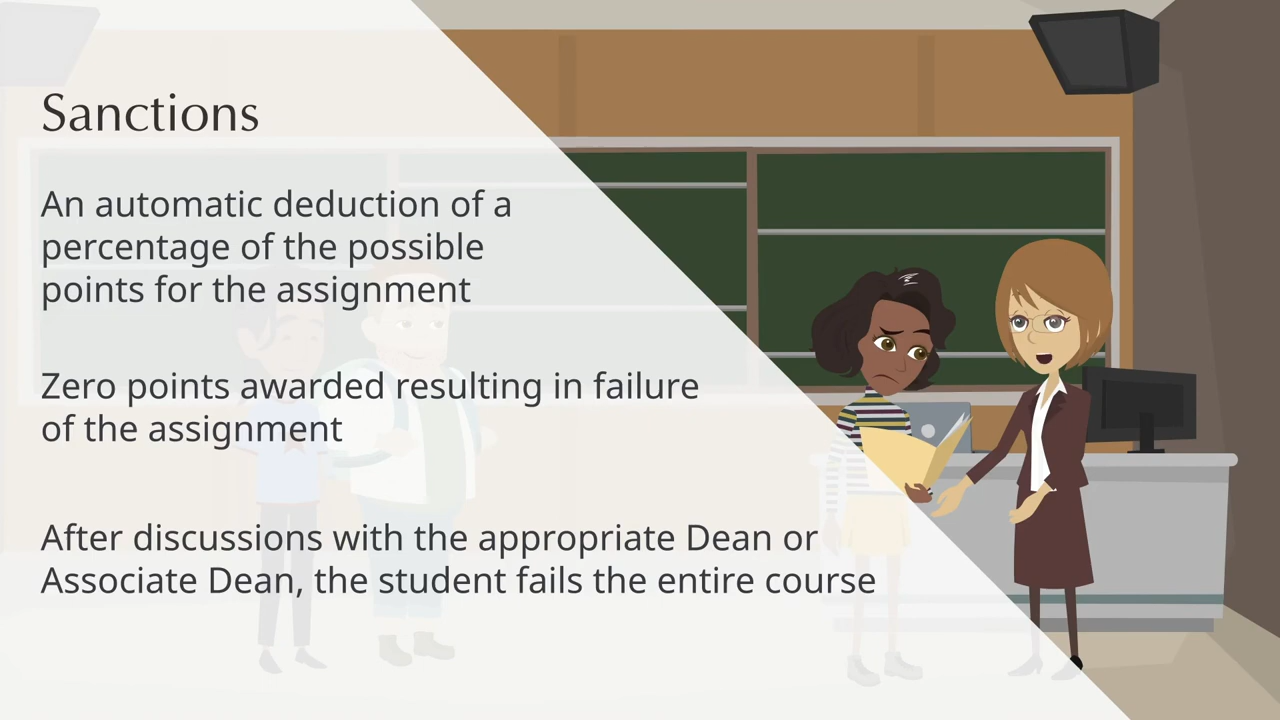 Sanctions
An automatic deduction of a
percentage of the possible
points for the assignment
Zero points awarded resulting in failure
of the assignment
After discussions with the appropriate Dean or
Associate Dean, the student fails the entire course